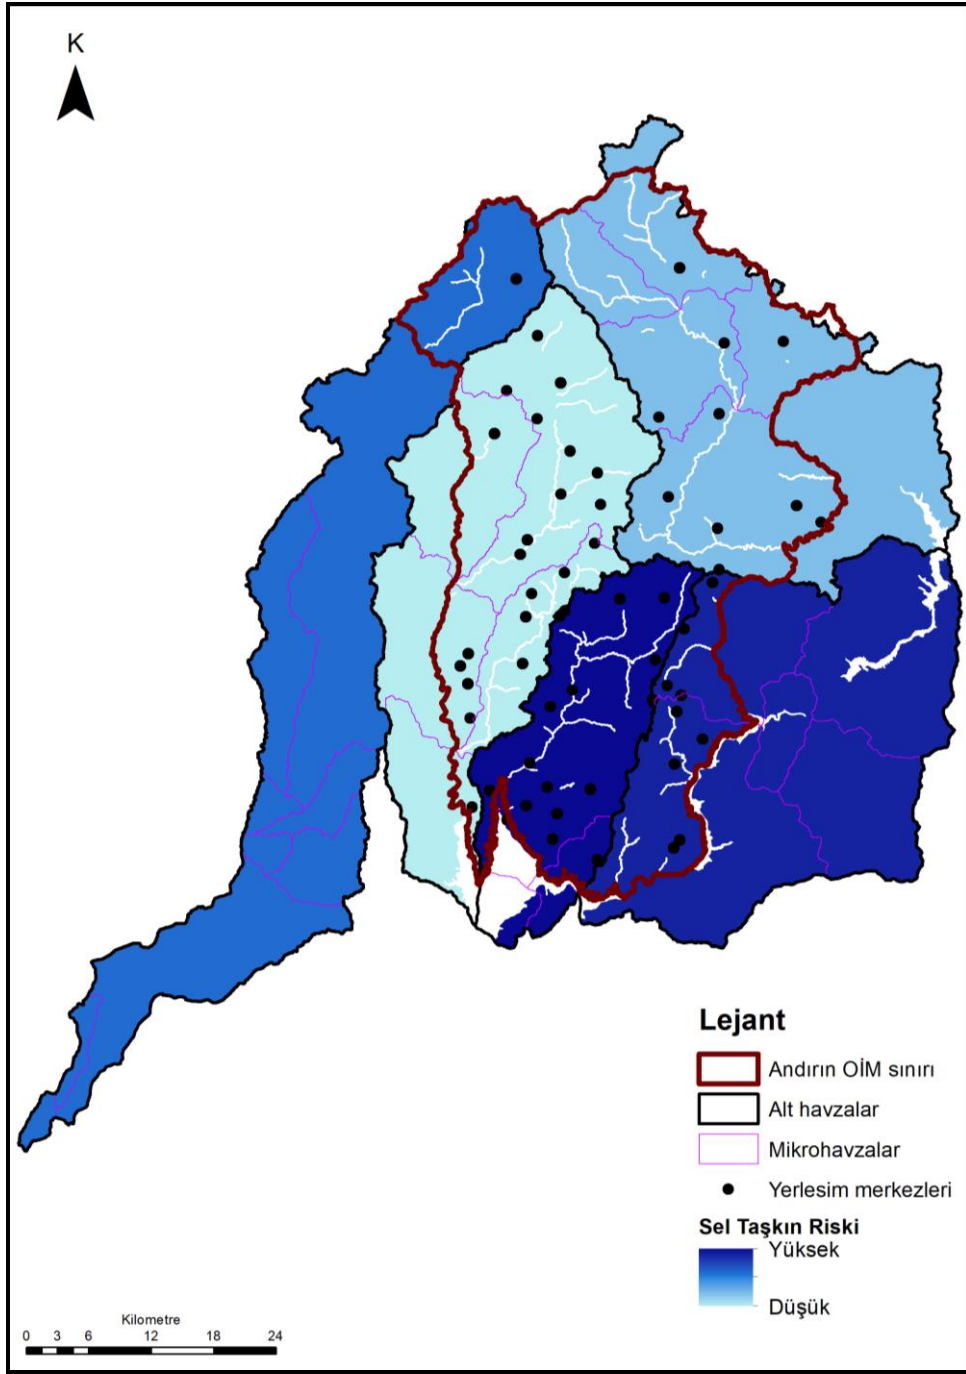 K
Lejant
Andırın OİM sınırı
Alt havzalar
Mikrohavzalar
Yerlesim merkezleri
Sel Taşkın Riski
Yüksek
Düşük
Kilometre
0 3 6 12 18 24